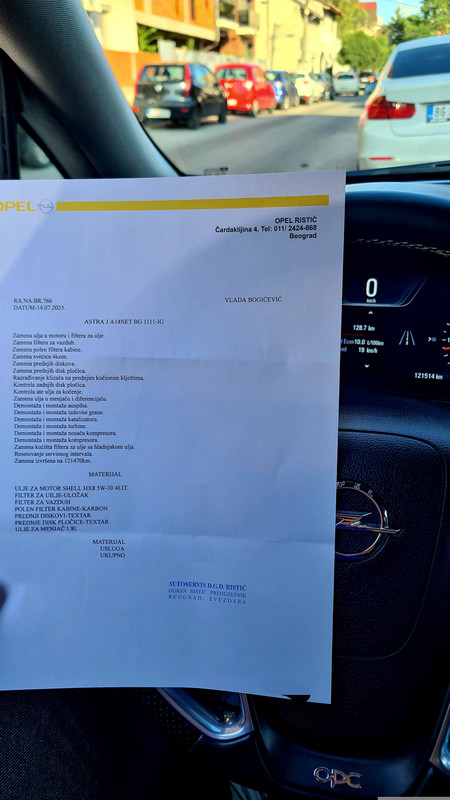 OPEL
OPEL RISTIĆ
Čardaklijina 4, Tel: 011/ 2424-868
Beograd
RA.NA.BR.766
DATUM-14.07.2025.
VLADA BOGIĆEVIĆ
ASTRA J A14NET BG 1111-IG
Zamena ulja u motoru i filtera za ulje.
Zamena filtera za vazduh.
Zamena polen filtera kabine.
Zamena svećica 4kom.
Zamena prednjih diskova.
Zamena prednjih disk pločica.
Razrađivanje klizača na prednjim kočionim klještima.
Kontrola zadnjih disk pločica.
Kontrola ate ulja za kočenje.
Zamena ulja u menjaču i diferencijalu.
Demontaža i montaža auspiha.
Demontaža i montaža izduvne grane.
Demontaža i montaža katalizatora.
Demontaža i montaža turbine.
Demontaža i montaža nosača kompresora.
Demontaža i montaža kompresora.
Zamena kućišta filtera za ulje sa hladnjakom ulja.
Resetovanje servisnog intervala.
Zamena izvršena na 121470km.
MATERIJAL
ULJE ZA MOTOR SHELL HX8 5W-30 4LIT.
FILTER ZA ULJE-ULOŽAK
FILTER ZA VAZDUH
POLEN FILTER KABINE-KARBON
PREDNJI DISKOVI-TEXTAR
PREDNJE DISK PLOČICE-TEXTAR
ULJE ZA MENJAČ 1,8L
MATERIJAL
USLUGA
UKUPNO
AUTOSERVIS D.G.D. RISTIĆ
GORAN RISTIĆ PREDUZETNIK
BEOGRAD, ZVEZDARA
0
km/h
128.7 km
Econ 10.0 L/100km
19 km/h
121514 km
OPC
BG